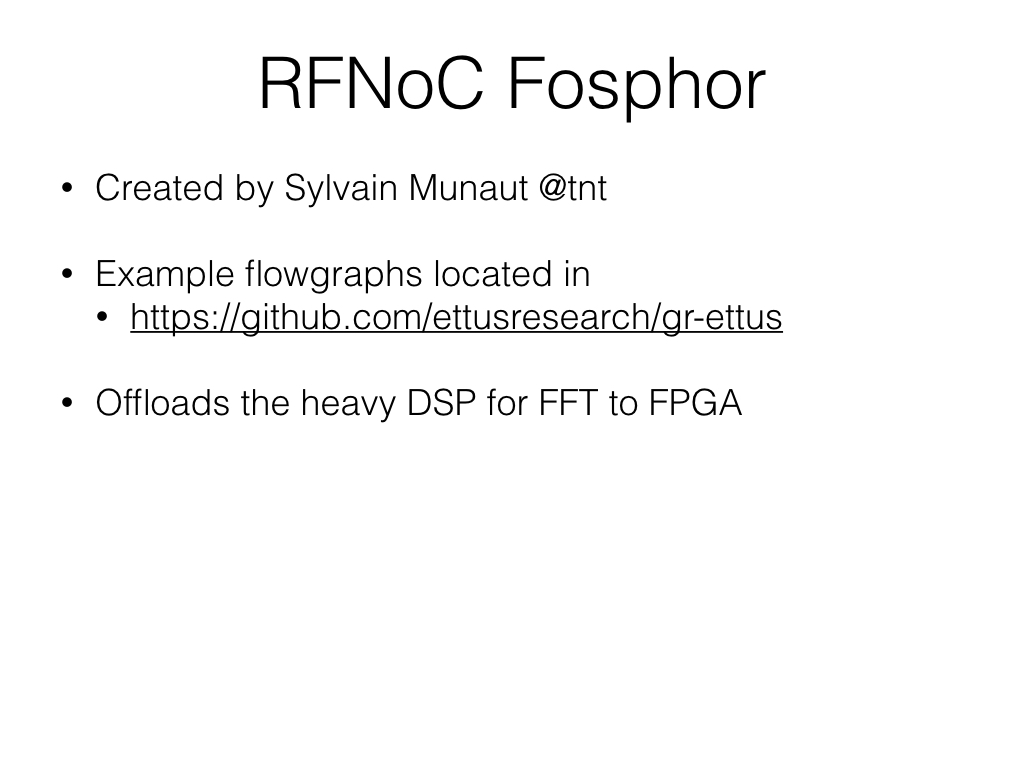 RFNoC Fosphor
• Created by Sylvain Munaut @tnt
• Example flowgraphs located in
• https://github.com/ettusresearch/gr-ettus
• Offloads the heavy DSP for FFT to FPGA